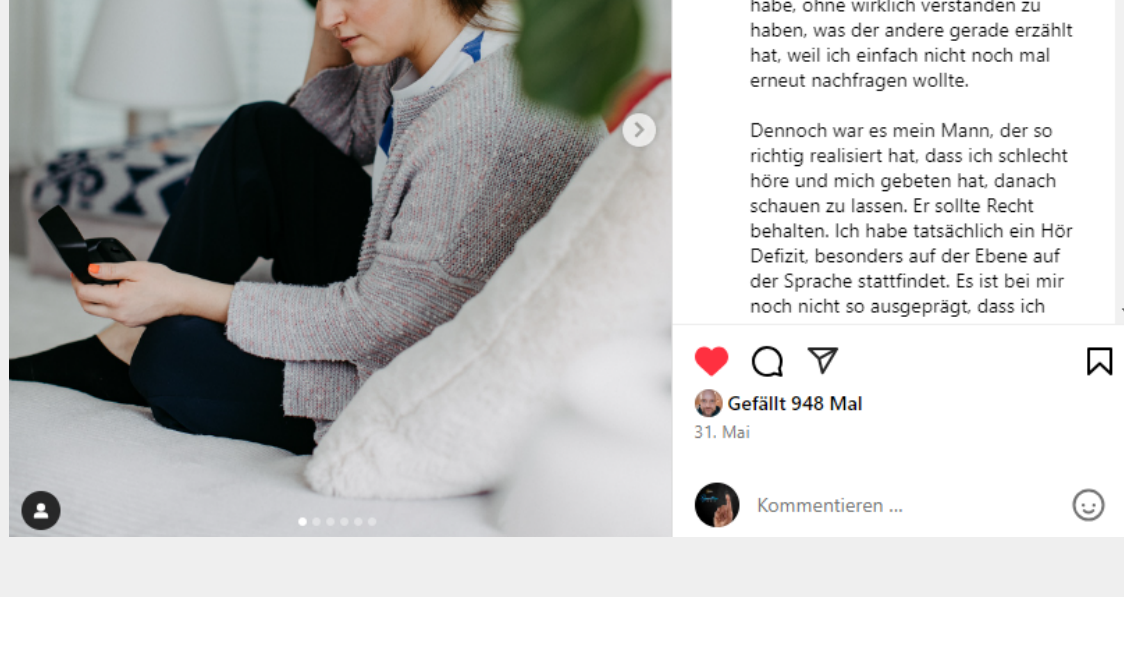 habe, ohne wirklich verstanden zu
haben, was der andere gerade erzählt
hat, weil ich einfach nicht noch mal
erneut nachfragen wollte.
Dennoch war es mein Mann, der so
richtig realisiert hat, dass ich schlecht
höre und mich gebeten hat, danach
schauen zu lassen. Er sollte Recht
behalten. Ich habe tatsächlich ein Hör
Defizit, besonders auf der Ebene auf
der Sprache stattfindet. Es ist bei mir
noch nicht so ausgeprägt, dass ich
Gefällt 948 Mal
31. Mai
Kommentieren ...